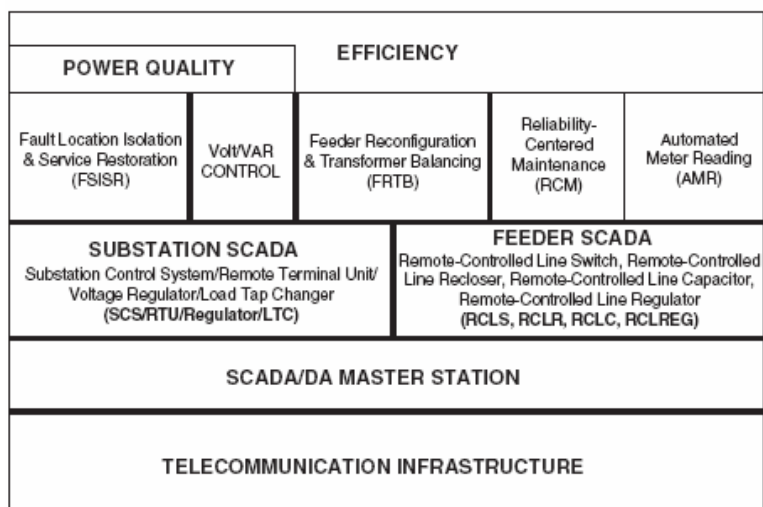 EFFICIENCY
POWER QUALITY
Fault Location Isolation
& Service Restoration
(FSISR)
Volt/VAR
CONTROL
Feeder Reconfiguration
& Transformer Balancing
(FRTB)
Reliability-
Centered
Maintenance
(RCM)
Automated
Meter Reading
(AMR)
SUBSTATION SCADA
Substation Control System/Remote Terminal Unit/
Voltage Regulator/Load Tap Changer
(SCS/RTU/Regulator/LTC)
FEEDER SCADA
Remote-Controlled Line Switch, Remote-Controlled
Line Recloser, Remote-Controlled Line Capacitor,
Remote-Controlled Line Regulator
(RCLS, RCLR, RCLC, RCLREG)
SCADA/DA MASTER STATION
TELECOMMUNICATION INFRASTRUCTURE